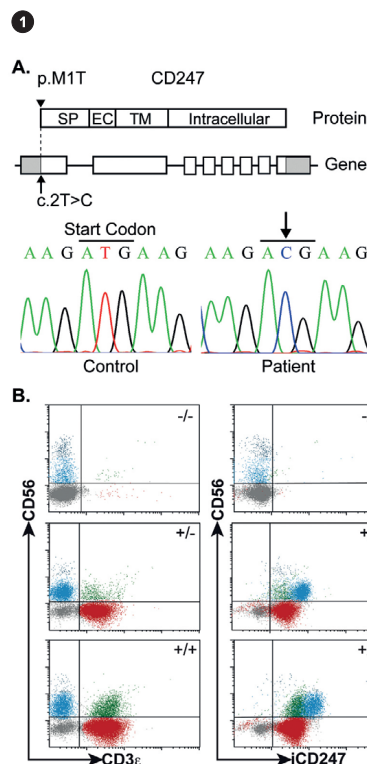 1
A.
p.M1T CD247
SP EC TM Intracellular Protein
Gene
c.2T>C
Start Codon
A A G A T G A A G A A G A C G A A G
Control Patient
B.
-/- -
+/- +
+/+ +
CD56 CD56
CD3ε iCD247